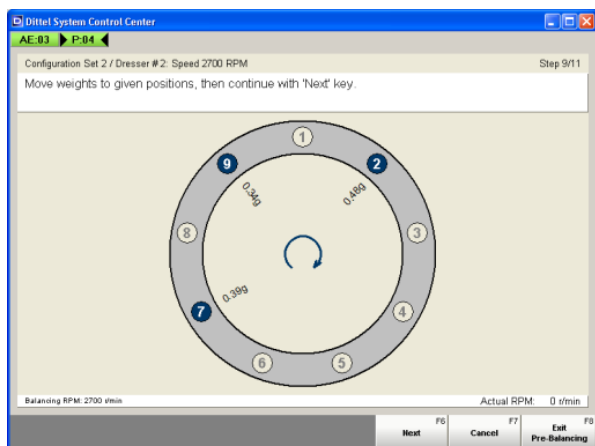 Dittel System Control Center
AE:03 P:04
Configuration Set 2 / Dresser #2: Speed 2700 RPM Step 9/11
Move weights to given positions, then continue with 'Next' key.
1
9 2
0.34g 0.48g
8 3
0.39g
7 4
6 5
Balancing RPM: 2700 r/min Actual RPM: 0 r/min
F6 F7 F8
Next Cancel Exit
Pre-Balancing